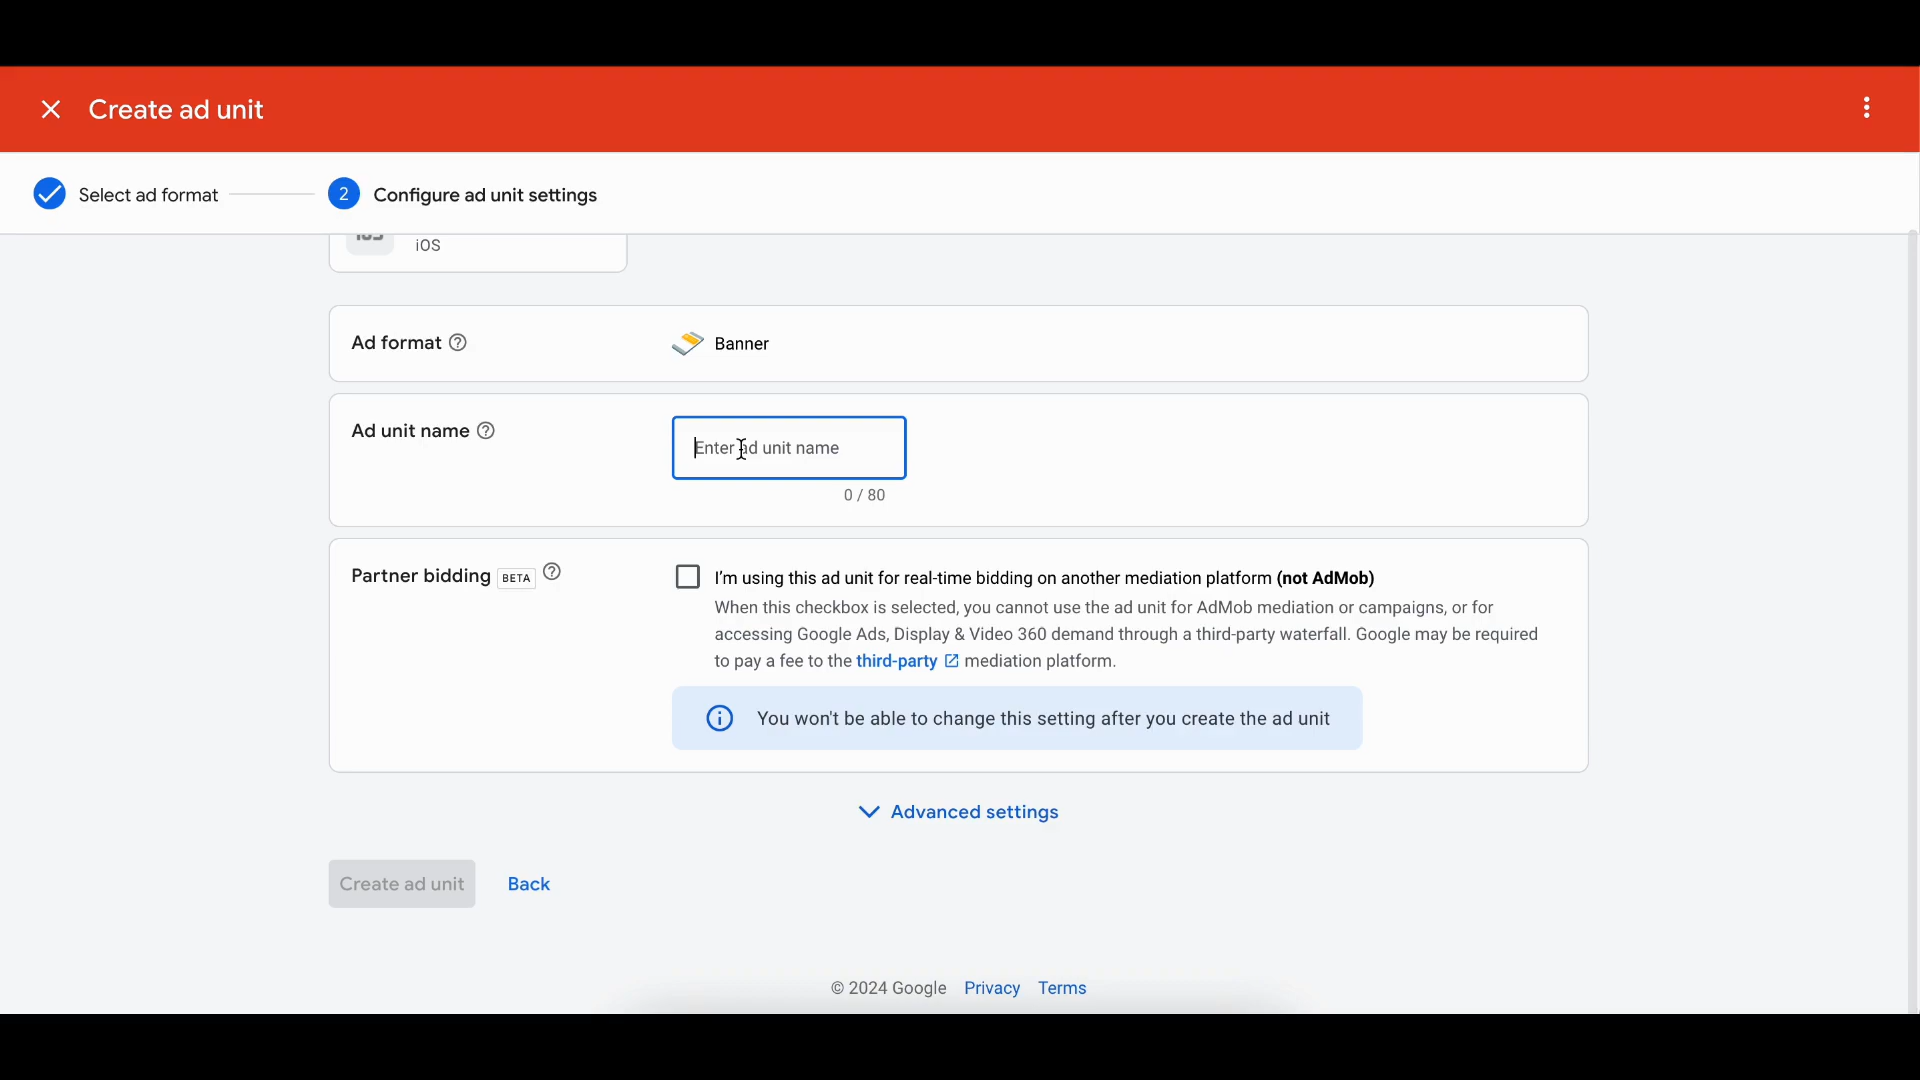 Create ad unit
Select ad format
2
Configure ad unit settings
iOS
Ad format
Banner
Ad unit name
Enter ad unit name
0 / 80
Partner bidding BETA
I'm using this ad unit for real-time bidding on another mediation platform (not AdMob)
When this checkbox is selected, you cannot use the ad unit for AdMob mediation or campaigns, or for
accessing Google Ads, Display & Video 360 demand through a third-party waterfall. Google may be required
to pay a fee to the third-party mediation platform.
You won't be able to change this setting after you create the ad unit
Advanced settings
Create ad unit
Back
© 2024 Google Privacy Terms